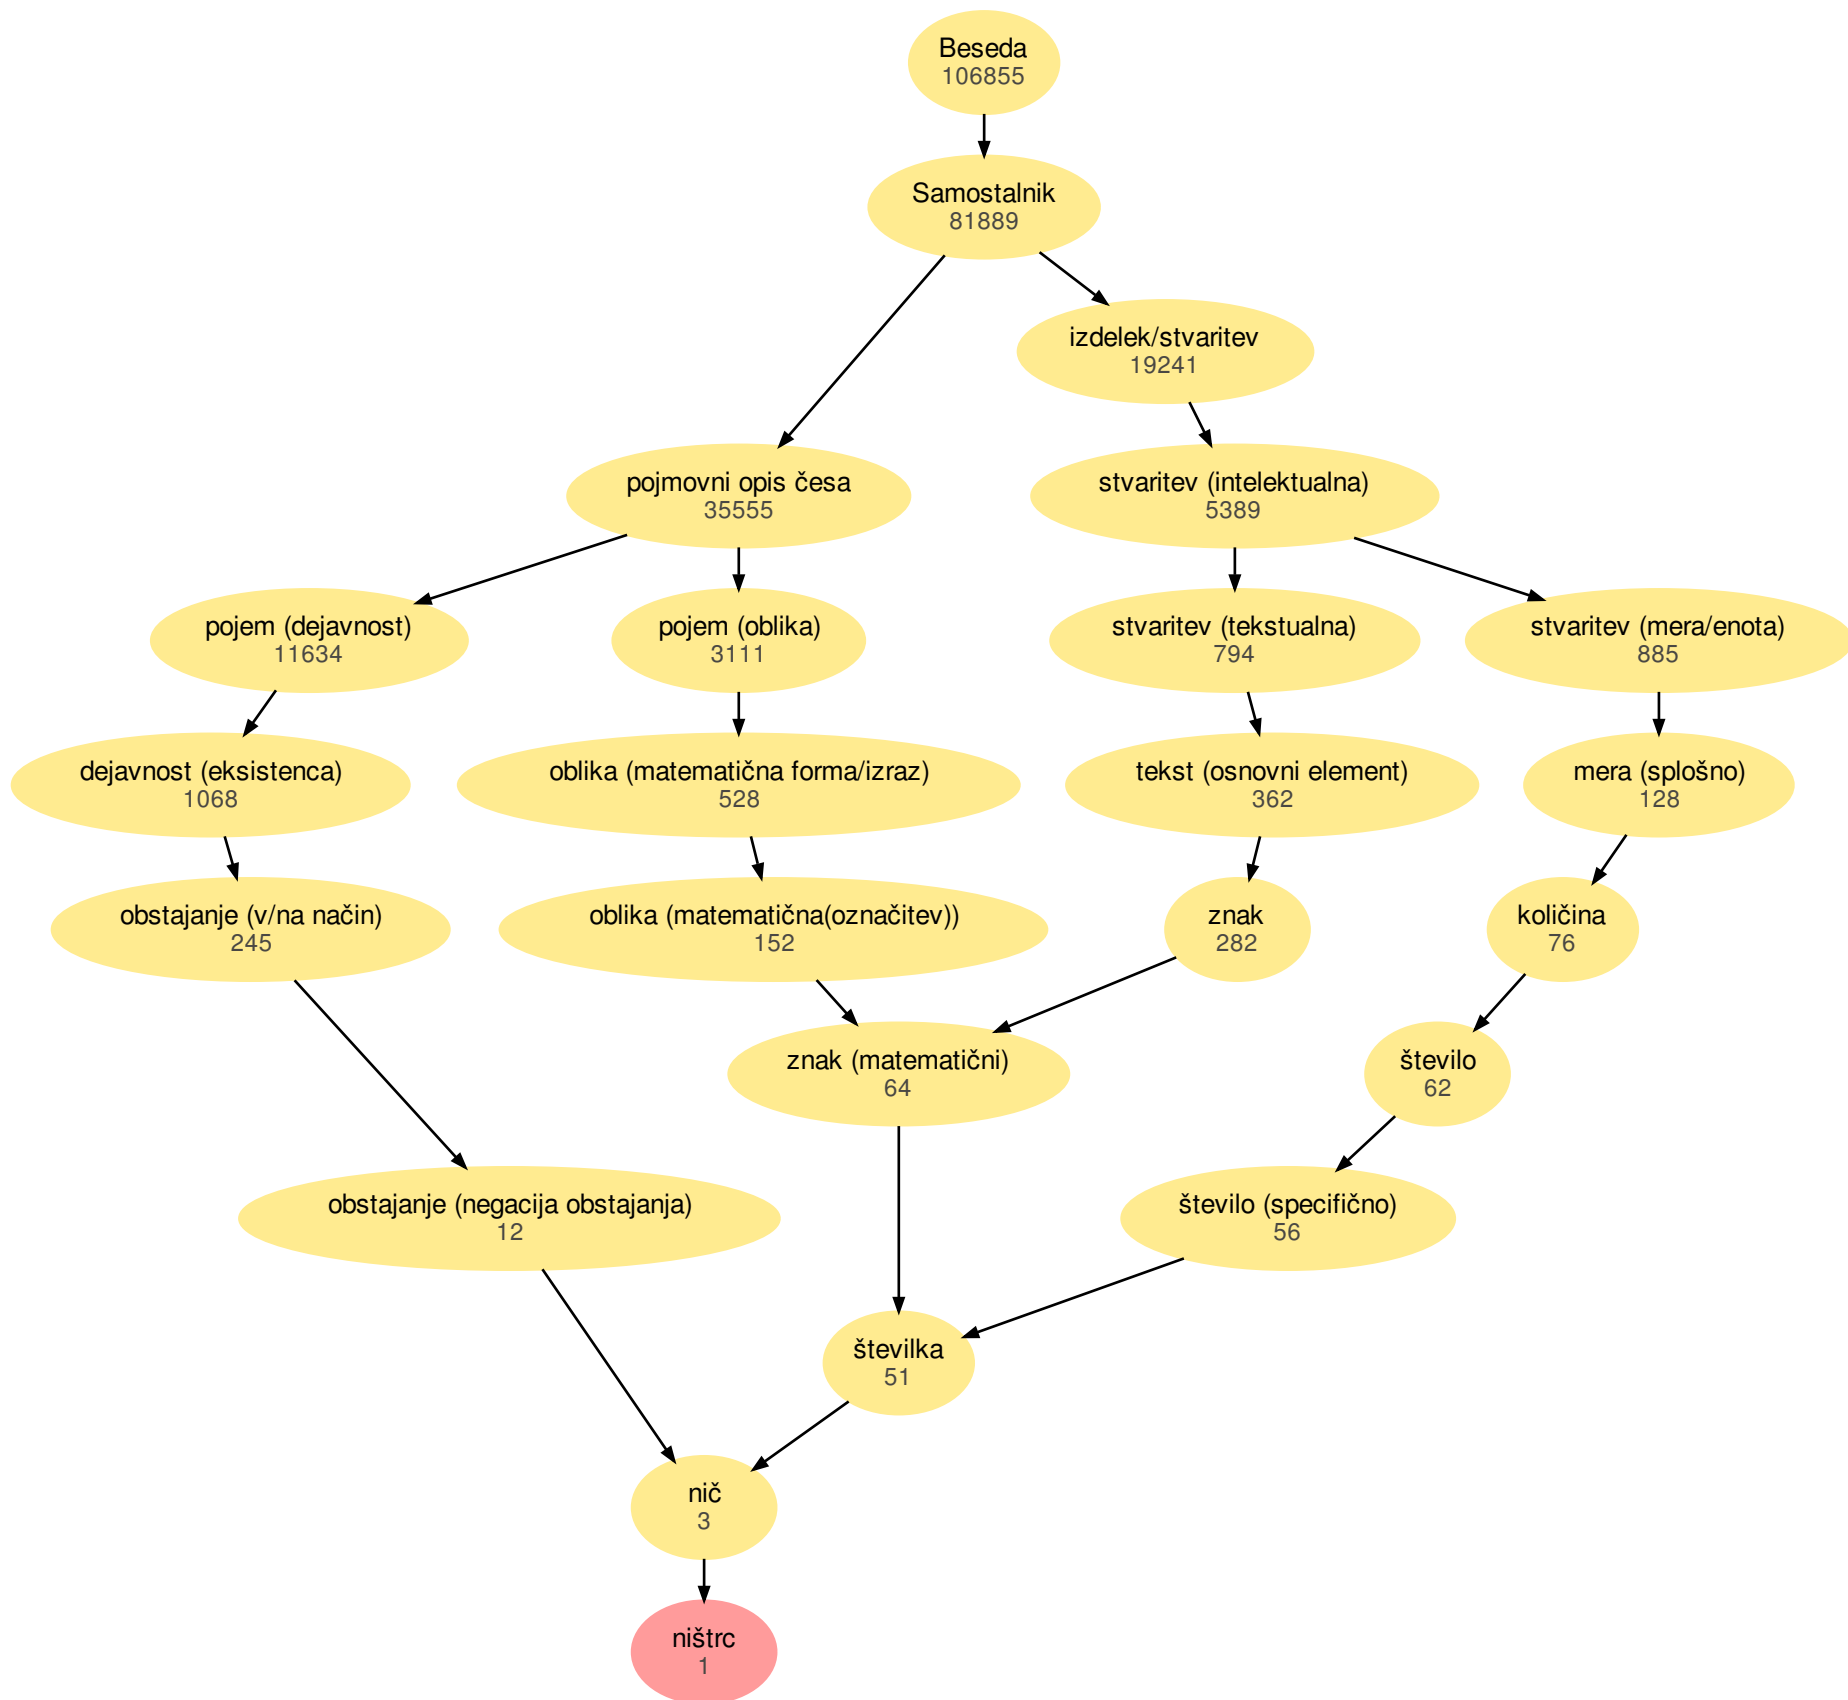 Beseda
106855
Samostalnik
81889
izdelek/stvaritev
19241
pojmovni opis česa
35555
stvaritev (intelektualna)
5389
pojem (dejavnost)
11634
pojem (oblika)
3111
stvaritev (tekstualna)
794
stvaritev (mera/enota)
885
dejavnost (eksistenca)
1068
oblika (matematična forma/izraz)
528
tekst (osnovni element)
362
mera (splošno)
128
obstajanje (v/na način)
245
oblika (matematična(označitev))
152
znak
282
količina
76
znak (matematični)
64
število
62
obstajanje (negacija obstajanja)
12
število (specifično)
56
številka
51
nič
3
ništrc
1